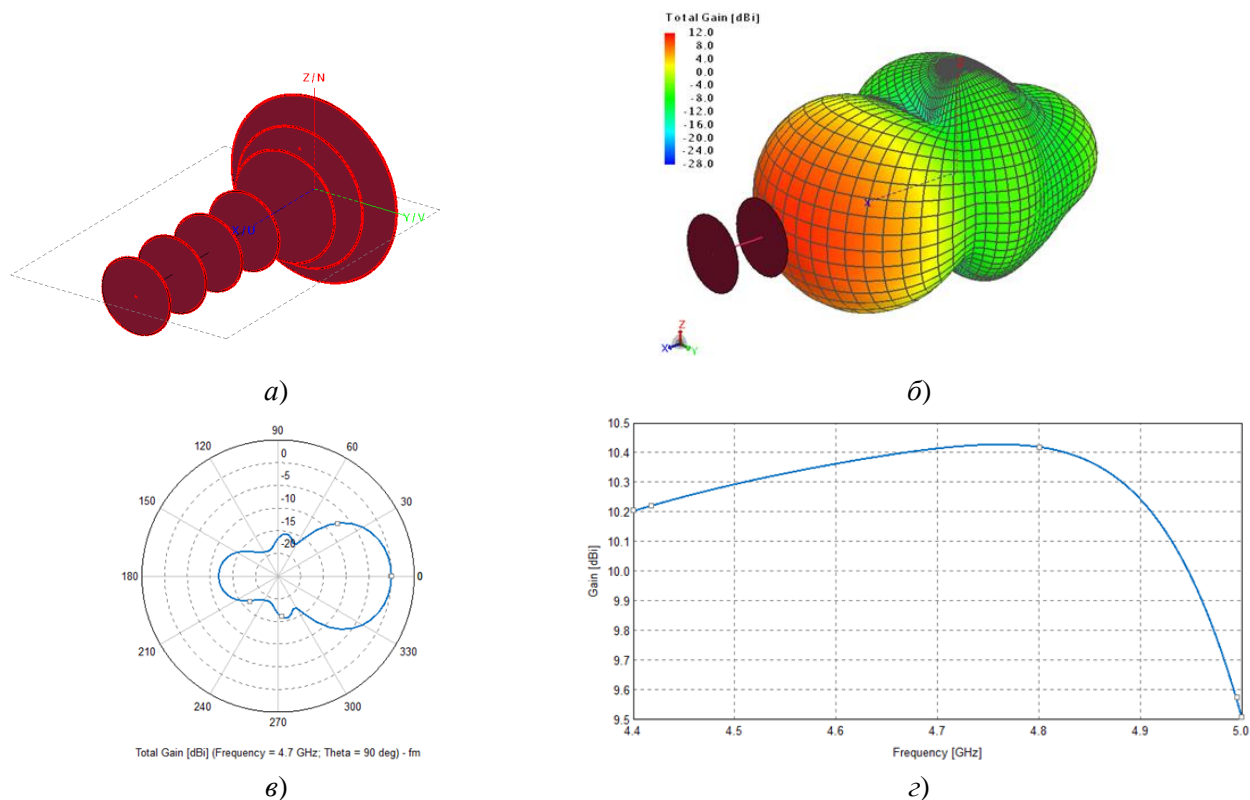 Z/N
Y/V
X/U
а)
Total Gain [dBi]
12.0
8.0
4.0
0.0
-4.0
-8.0
-12.0
-16.0
-20.0
-24.0
-28.0
Z
X
Z
X
Y
б)
90
120
60
150
30
180
0
210
330
240
300
270
0
-5
-10
-15
-20
Total Gain [dBi] (Frequency = 4.7 GHz; Theta = 90 deg) - fm
в)
10.5
10.4
10.3
10.2
10.1
10.0
9.9
9.8
9.7
9.6
9.5
Gain [dBi]
4.4 4.5 4.6 4.7 4.8 4.9 5.0
Frequency [GHz]
г)